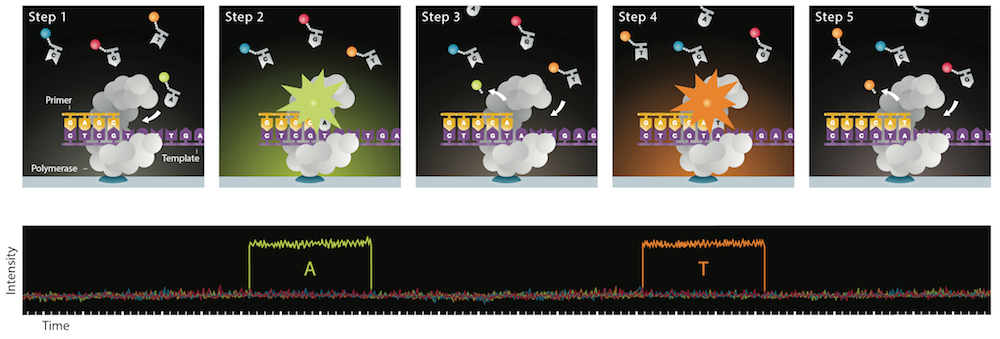 Step 1
T
C
G
A
Primer
G A G C
C T C G T T G A
Template
Polymerase
Step 2
C
G
T
A
G A G C A
C T C G T A T G A
Step 3
A
G
C
T
G A G C A
C T C G T A C G A G
Step 4
A
T
C
G
G A G C A T
C T C G T A G A G
Step 5
T
A
C
G
G A G C A T
C T C G T A C G A G T
Intensity
A
T
Time